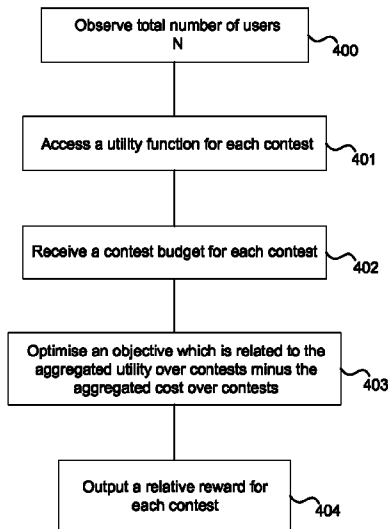 Observe total number of users
N
400
Access a utility function for each contest
401
Receive a contest budget for each contest
402
Optimise an objective which is related to the
aggregated utility over contests minus the
aggregated cost over contests
403
Output a relative reward for
each contest
404